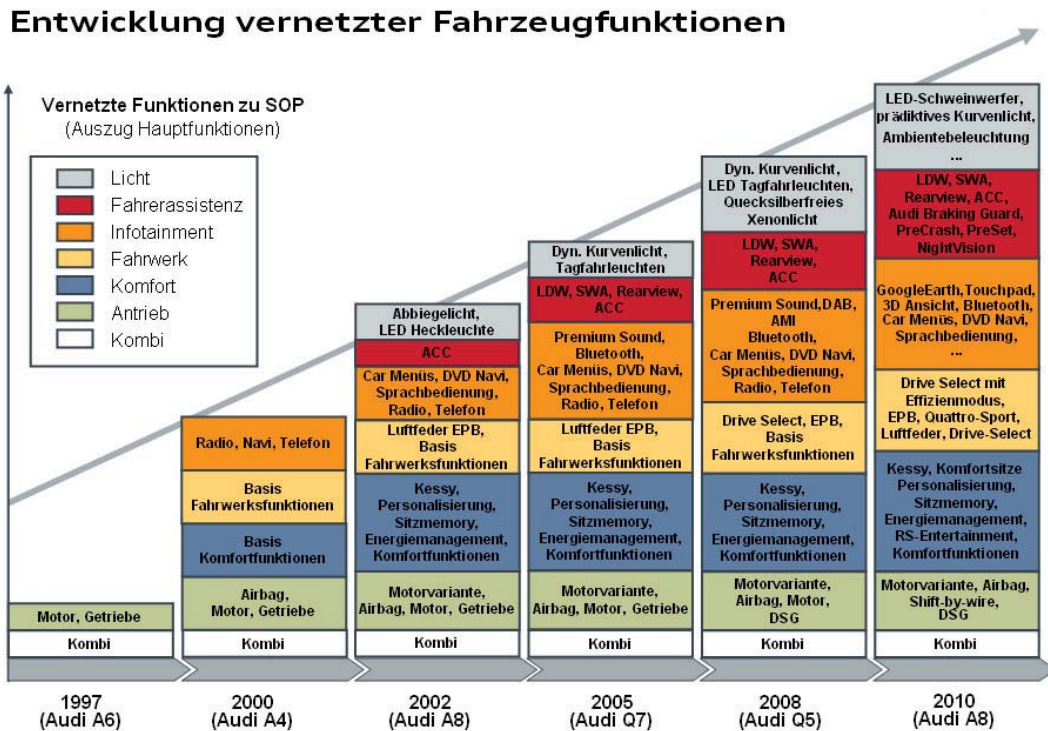 Entwicklung vernetzter Fahrzeugfunktionen
Vernetzte Funktionen zu SOP
(Auszug Hauptfunktionen)
Licht
Fahrerassistenz
Infotainment
Fahrwerk
Komfort
Antrieb
Kombi
Motor, Getriebe
Kombi
1997
(Audi A6)
Radio, Navi, Telefon
Basis
Fahrwerksfunktionen
Basis
Komfortfunktionen
Airbag,
Motor, Getriebe
Kombi
2000
(Audi A4)
Abbiegelicht,
LED Heckleuchte
ACC
Car Menüs, DVD Navi,
Sprachbedienung,
Radio, Telefon
Luftfeder EPB,
Basis
Fahrwerksfunktionen
Kessy,
Personalisierung,
Sitzmemory,
Energiemanagement,
Komfortfunktionen
Motorvariante,
Airbag, Motor, Getriebe
Kombi
2002
(Audi A8)
Dyn. Kurvenlicht,
Tagfahrleuchten
LDW, SWA, Rearview,
ACC
Premium Sound,
Bluetooth,
Car Menüs, DVD Navi,
Sprachbedienung,
Radio, Telefon
Luftfeder EPB,
Basis
Fahrwerksfunktionen
Kessy,
Personalisierung,
Sitzmemory,
Energiemanagement,
Komfortfunktionen
Motorvariante,
Airbag, Motor, Getriebe
Kombi
2005
(Audi Q7)
Dyn. Kurvenlicht,
LED Tagfahrleuchten,
Quecksilberfreies
Xenonlicht
LDW, SWA,
Rearview,
ACC
Premium Sound,DAB,
AMI
Bluetooth,
Car Menüs, DVD Navi,
Sprachbedienung,
Radio, Telefon
Drive Select, EPB,
Basis
Fahrwerksfunktionen
Kessy,
Personalisierung,
Sitzmemory,
Energiemanagement,
Komfortfunktionen
Motorvariante,
Airbag, Motor,
DSG
Kombi
2008
(Audi Q5)
LED-Schweinwerfer,
prädiktives Kurvenlicht,
Ambientebeleuchtung
...
LDW, SWA,
Rearview, ACC,
Audi Braking Guard,
PreCrash, PreSet,
NightVision
GoogleEarth,Touchpad,
3D Ansicht, Bluetooth,
Car Menüs, DVD Navi,
Sprachbedienung,
...
Drive Select mit
Effizienmodus,
EPB, Quattro-Sport,
Luftfeder, Drive-Select
Kessy, Komfortsitze
Personalisierung,
Sitzmemory,
Energiemanagement,
RS-Entertainment,
Komfortfunktionen
Motorvariante, Airbag,
Shift-by-wire,
DSG
Kombi
2010
(Audi A8)